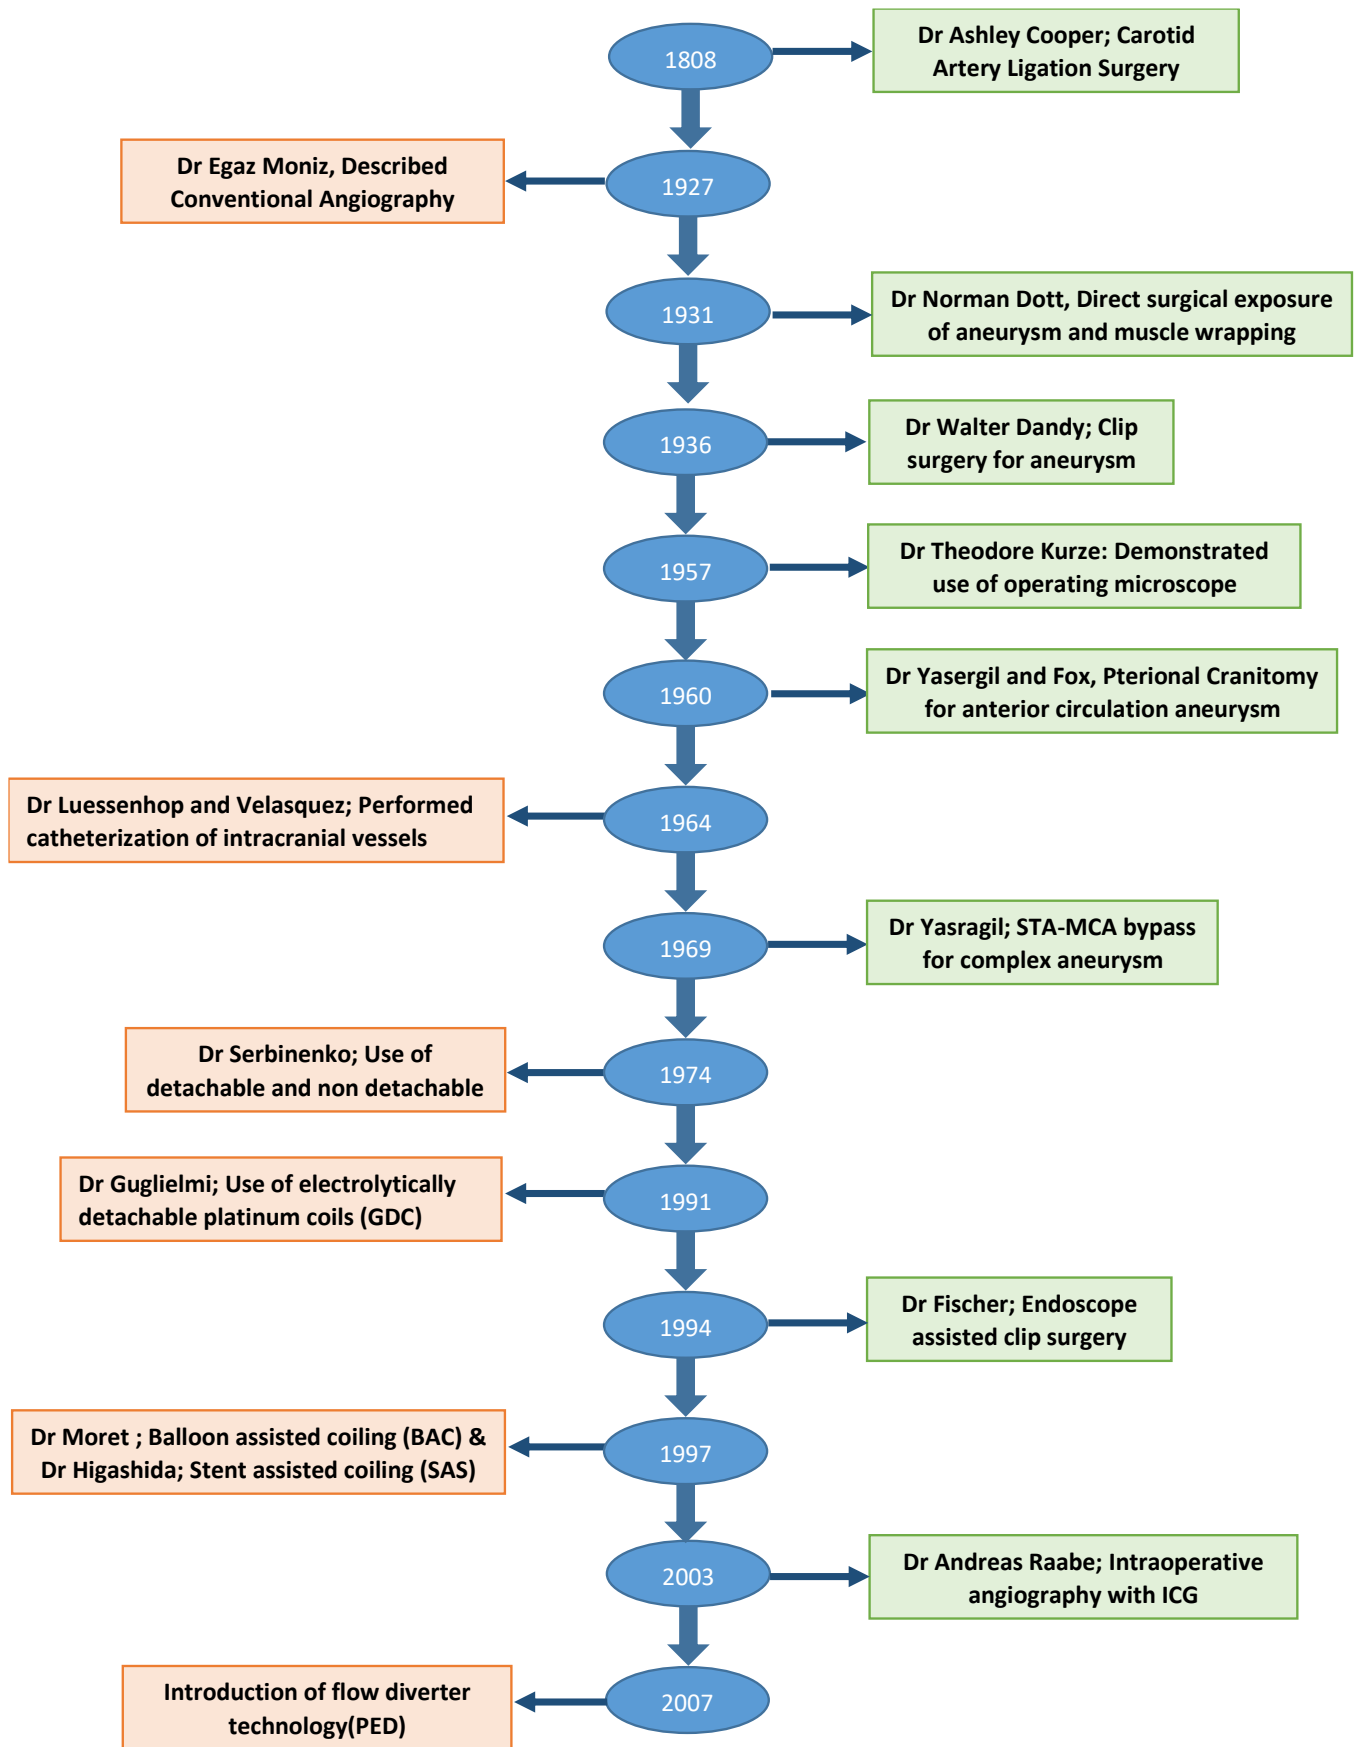 1808
Dr Ashley Cooper; Carotid
Artery Ligation Surgery
Dr Egaz Moniz, Described
Conventional Angiography
1927
1931
Dr Norman Dott, Direct surgical exposure
of aneurysm and muscle wrapping
1936
Dr Walter Dandy; Clip
surgery for aneurysm
1957
Dr Theodore Kurze: Demonstrated
use of operating microscope
1960
Dr Yasergil and Fox, Pterional Cranitomy
for anterior circulation aneurysm
Dr Luessenhop and Velasquez; Performed
catheterization of intracranial vessels
1964
1969
Dr Yasragil; STA-MCA bypass
for complex aneurysm
Dr Serbinenko; Use of
detachable and non detachable
1974
Dr Guglielmi; Use of electrolytically
detachable platinum coils (GDC)
1991
1994
Dr Fischer; Endoscope
assisted clip surgery
Dr Moret ; Balloon assisted coiling (BAC) &
Dr Higashida; Stent assisted coiling (SAS)
1997
2003
Dr Andreas Raabe; Intraoperative
angiography with ICG
Introduction of flow diverter
technology(PED)
2007